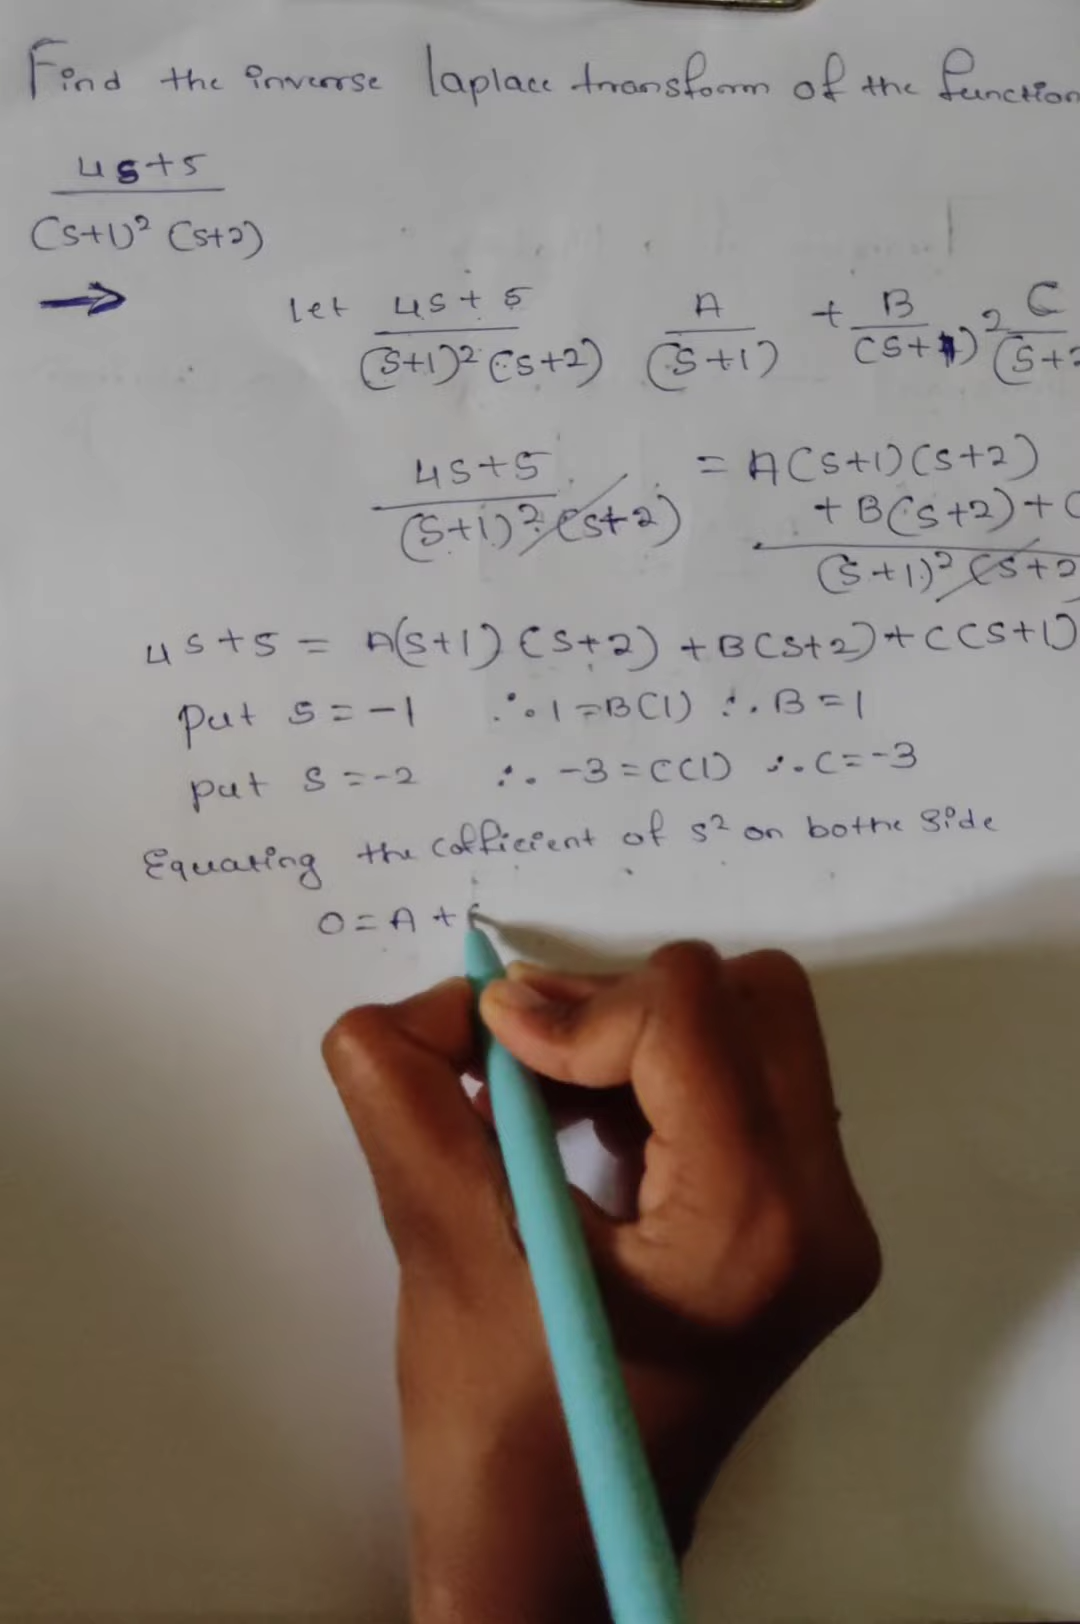 Find the inverse laplace transform of the function
4s+5
(s+1)² (s+2)
→ Let 4s+5 A + B C
(s+1)² (s+2) (s+1) (s+1)² (s+2
4s+5 = A(s+1)(s+2)
+ B(s+2)+C
(s+1)² (s+2) (s+1)² (s+2
4s+5 = A(s+1) (s+2) +B(s+2)+C(s+1)
put s=-1 ∴ 1=B(1) ∴ B=1
put s=-2 ∴ -3=C(1) ∴ C=-3
Equating the cofficient of s² on bothe side
0=A+